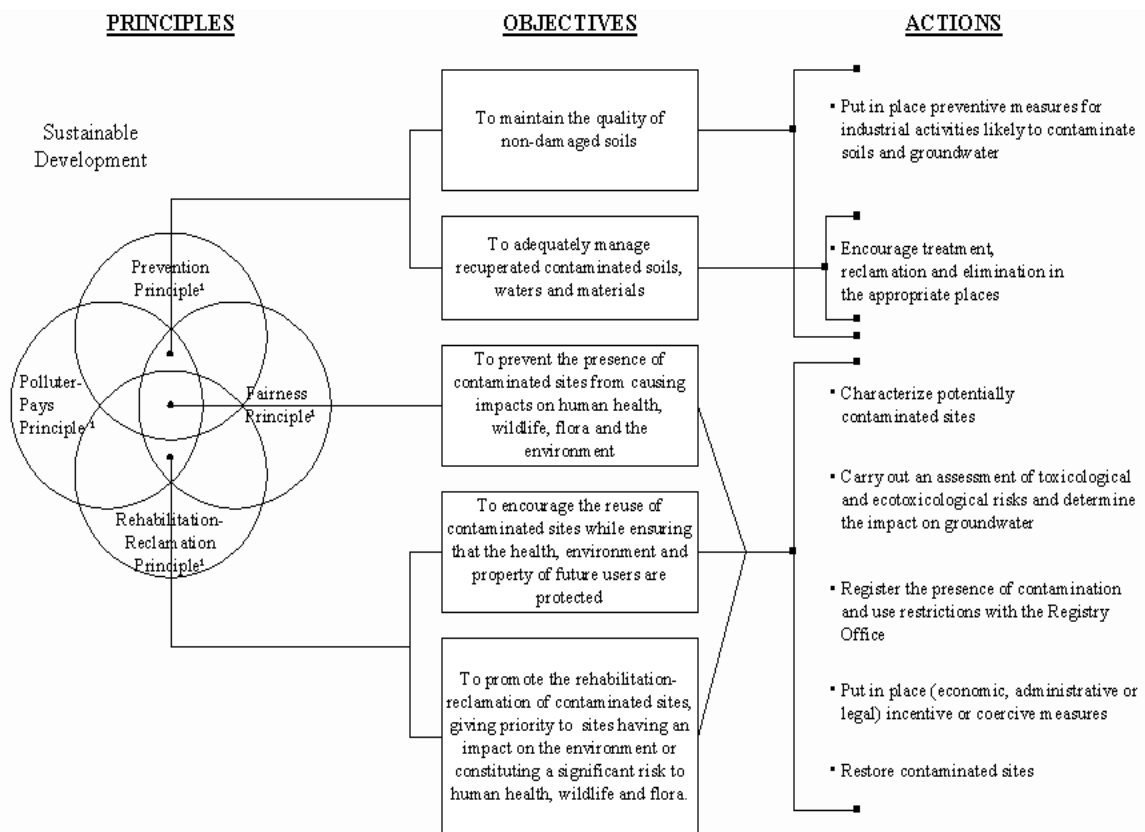 PRINCIPLES
OBJECTIVES
ACTIONS
Sustainable
Development
Prevention
Principle¹
Polluter-
Pays
Principle ¹
Fairness
Principle¹
Rehabilitation-
Reclamation
Principle¹
To maintain the quality of
non-damaged soils
To adequately manage
recuperated contaminated soils,
waters and materials
To prevent the presence of
contaminated sites from causing
impacts on human health,
wildlife, flora and the
environment
To encourage the reuse of
contaminated sites while ensuring
that the health, environment and
property of future users are
protected
To promote the rehabilitation-
reclamation of contaminated sites,
giving priority to sites having an
impact on the environment or
constituting a significant risk to
human health, wildlife and flora.
▪ Put in place preventive measures for
industrial activities likely to contaminate
soils and groundwater
▪ Encourage treatment,
reclamation and elimination in
the appropriate places
▪ Characterize potentially
contaminated sites
▪ Carry out an assessment of toxicological
and ecotoxicological risks and determine
the impact on groundwater
▪ Register the presence of contamination
and use restrictions with the Registry
Office
▪ Put in place (economic, administrative or
legal) incentive or coercive measures
▪ Restore contaminated sites